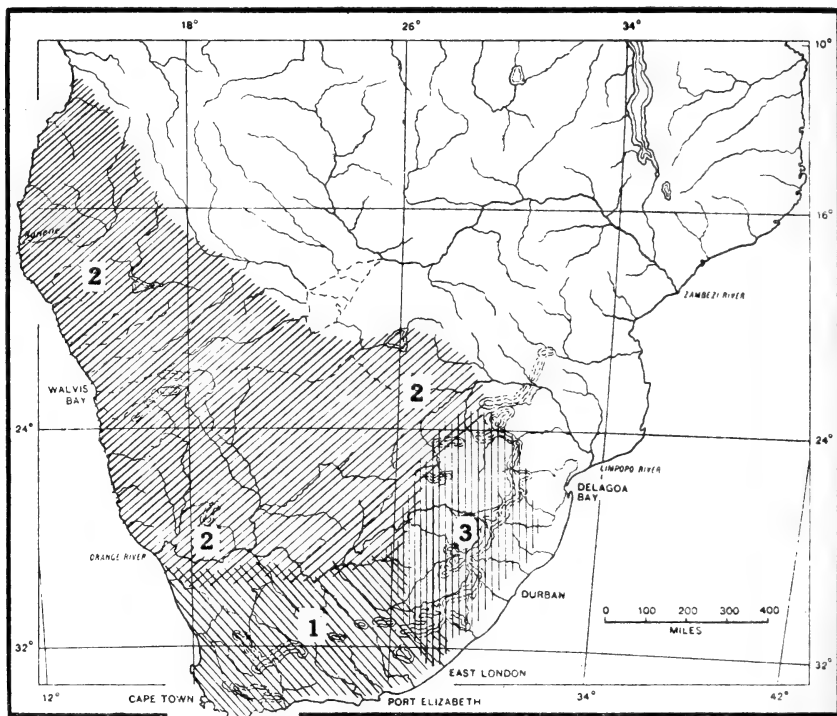 18° 26° 34°
10°
16°
Kunene
2
ZAMBEZI RIVER
2
WALVIS
BAY
24° 24°
LIMPOPO RIVER
DELAGOA
BAY
3
2
ORANGE RIVER
DURBAN
0 100 200 300 400
MILES
1
32° 32°
EAST LONDON
12° CAPE TOWN PORT ELIZABETH 34° 42°